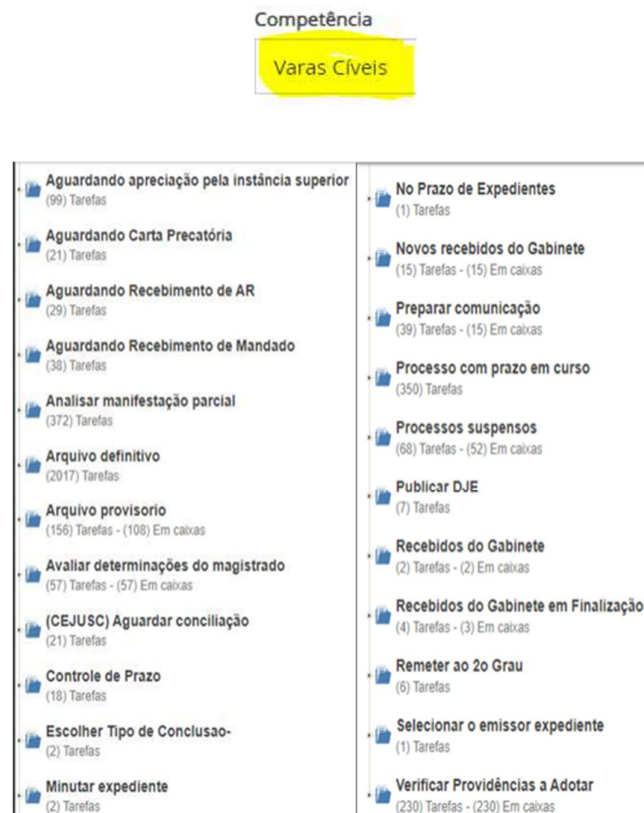 Competência
Varas Cíveis
Aguardando apreciação pela instância superior
(99) Tarefas
Aguardando Carta Precatória
(21) Tarefas
Aguardando Recebimento de AR
(29) Tarefas
Aguardando Recebimento de Mandado
(38) Tarefas
Analisar manifestação parcial
(372) Tarefas
Arquivo definitivo
(2017) Tarefas
Arquivo provisorio
(156) Tarefas - (108) Em caixas
Avaliar determinações do magistrado
(57) Tarefas - (57) Em caixas
(CEJUSC) Aguardar conciliação
(21) Tarefas
Controle de Prazo
(18) Tarefas
Escolher Tipo de Conclusao-
(2) Tarefas
Minutar expediente
(2) Tarefas
No Prazo de Expedientes
(1) Tarefas
Novos recebidos do Gabinete
(15) Tarefas - (15) Em caixas
Preparar comunicação
(39) Tarefas - (15) Em caixas
Processo com prazo em curso
(350) Tarefas
Processos suspensos
(68) Tarefas - (52) Em caixas
Publicar DJE
(7) Tarefas
Recebidos do Gabinete
(2) Tarefas - (2) Em caixas
Recebidos do Gabinete em Finalização
(4) Tarefas - (3) Em caixas
Remeter ao 2o Grau
(6) Tarefas
Selecionar o emissor expediente
(1) Tarefas
Verificar Providências a Adotar
(230) Tarefas - (230) Em caixas